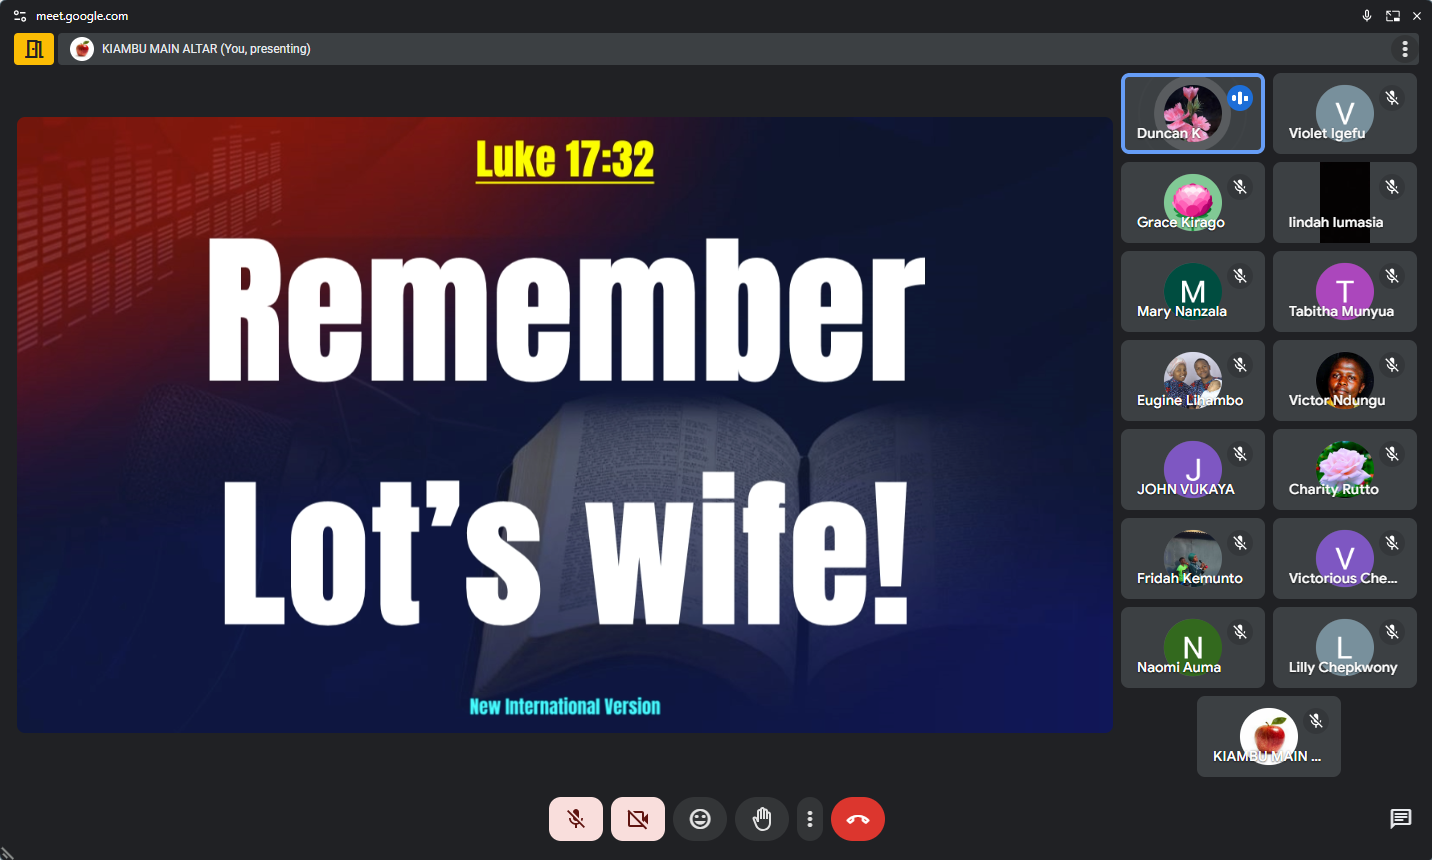 meet.google.com
KIAMBU MAIN ALTAR (You, presenting)
Luke 17:32
Remember
Lot's wife!
New International Version
Duncan K
V
Violet Igefu
Grace Kirago
lindah lumasia
M
Mary Nanzala
T
Tabitha Munyua
Eugine Lihambo
Victor Ndungu
J
JOHN VUKAYA
Charity Rutto
Fridah Kemunto
V
Victorious Che...
N
Naomi Auma
L
Lilly Chepkwony
KIAMBU MAIN ...